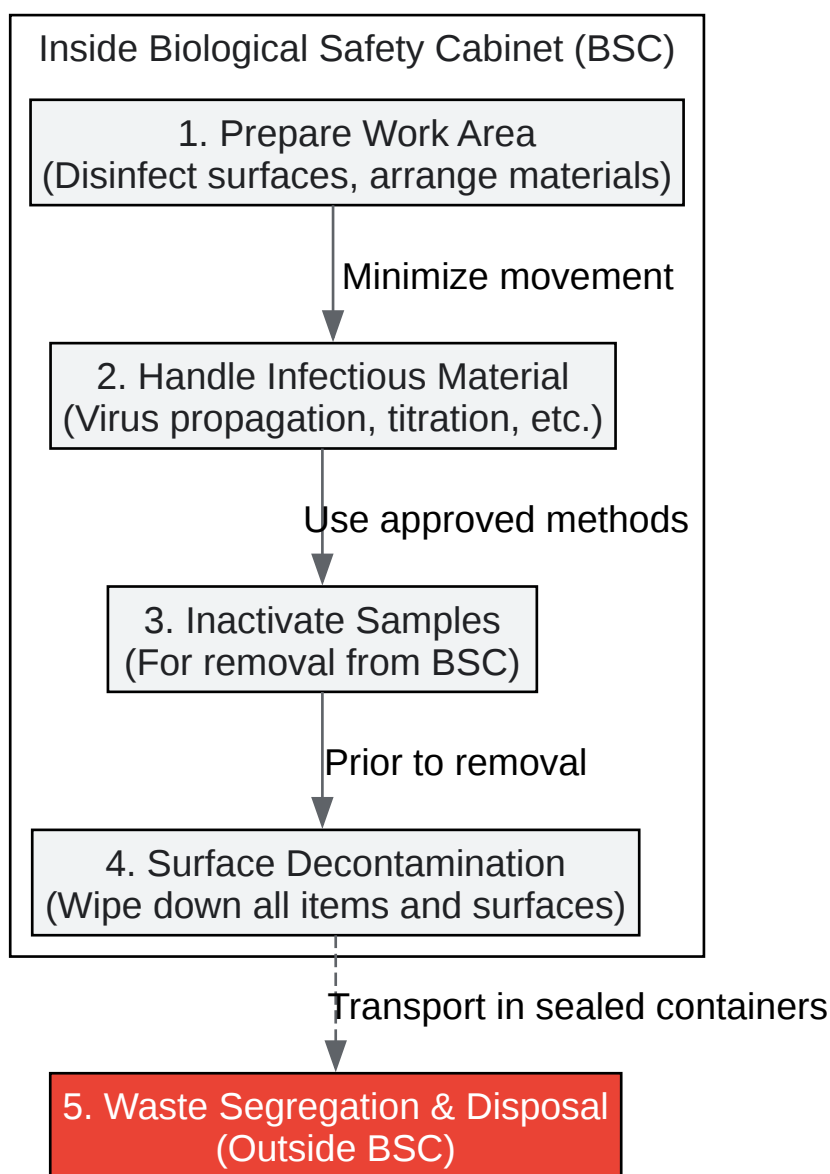 Inside Biological Safety Cabinet (BSC)
1. Prepare Work Area
(Disinfect surfaces, arrange materials)
Minimize movement
2. Handle Infectious Material
(Virus propagation, titration, etc.)
Use approved methods
3. Inactivate Samples
(For removal from BSC)
Prior to removal
4. Surface Decontamination
(Wipe down all items and surfaces)
Transport in sealed containers
5. Waste Segregation & Disposal
(Outside BSC)